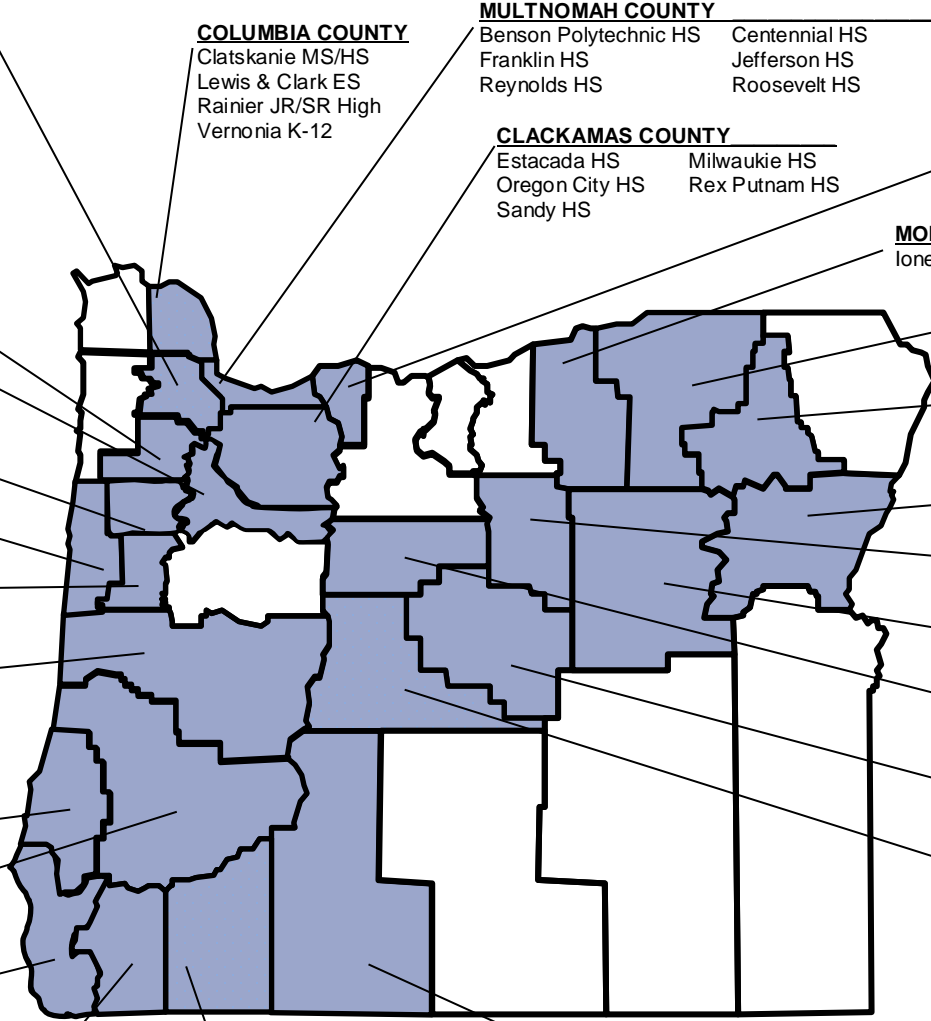 COLUMBIA COUNTY
Clatskanie MS/HS
Lewis & Clark ES
Rainier JR/SR High
Vernonia K-12
MULTNOMAH COUNTY
Benson Polytechnic HS Centennial HS
Franklin HS Jefferson HS
Reynolds HS Roosevelt HS
CLACKAMAS COUNTY
Estacada HS Milwaukie HS
Oregon City HS Rex Putnam HS
Sandy HS
Ione